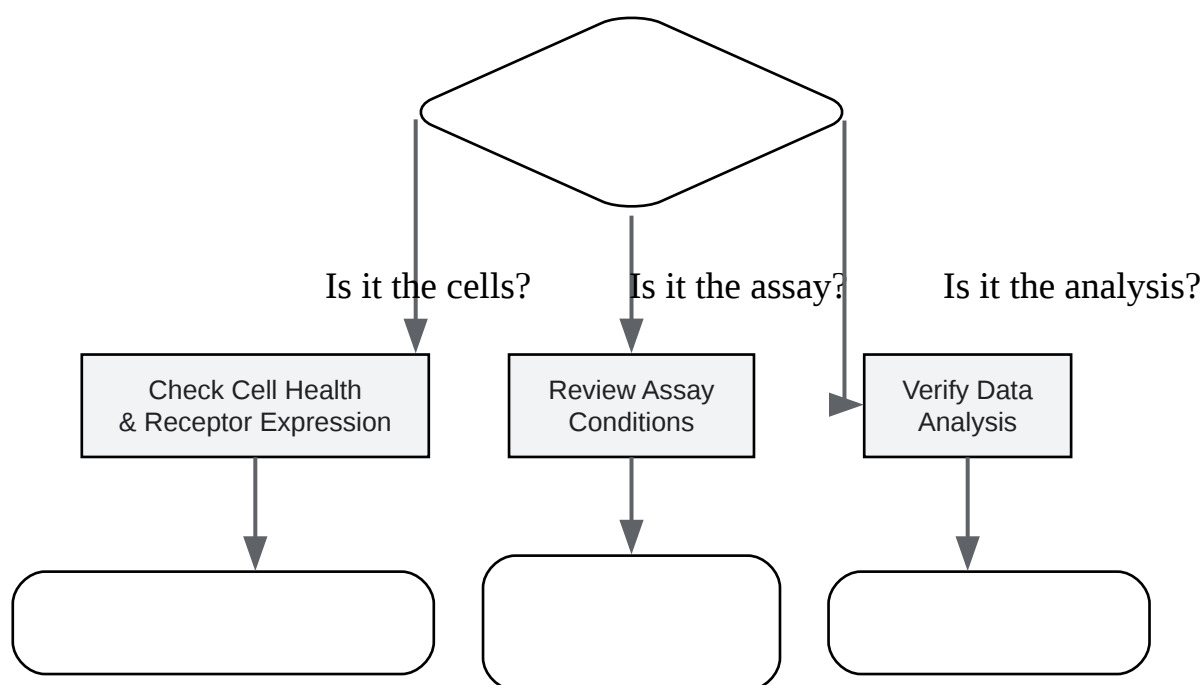 Is it the cells?
Is it the assay?
Is it the analysis?
Check Cell Health
& Receptor Expression
Review Assay
Conditions
Verify Data
Analysis